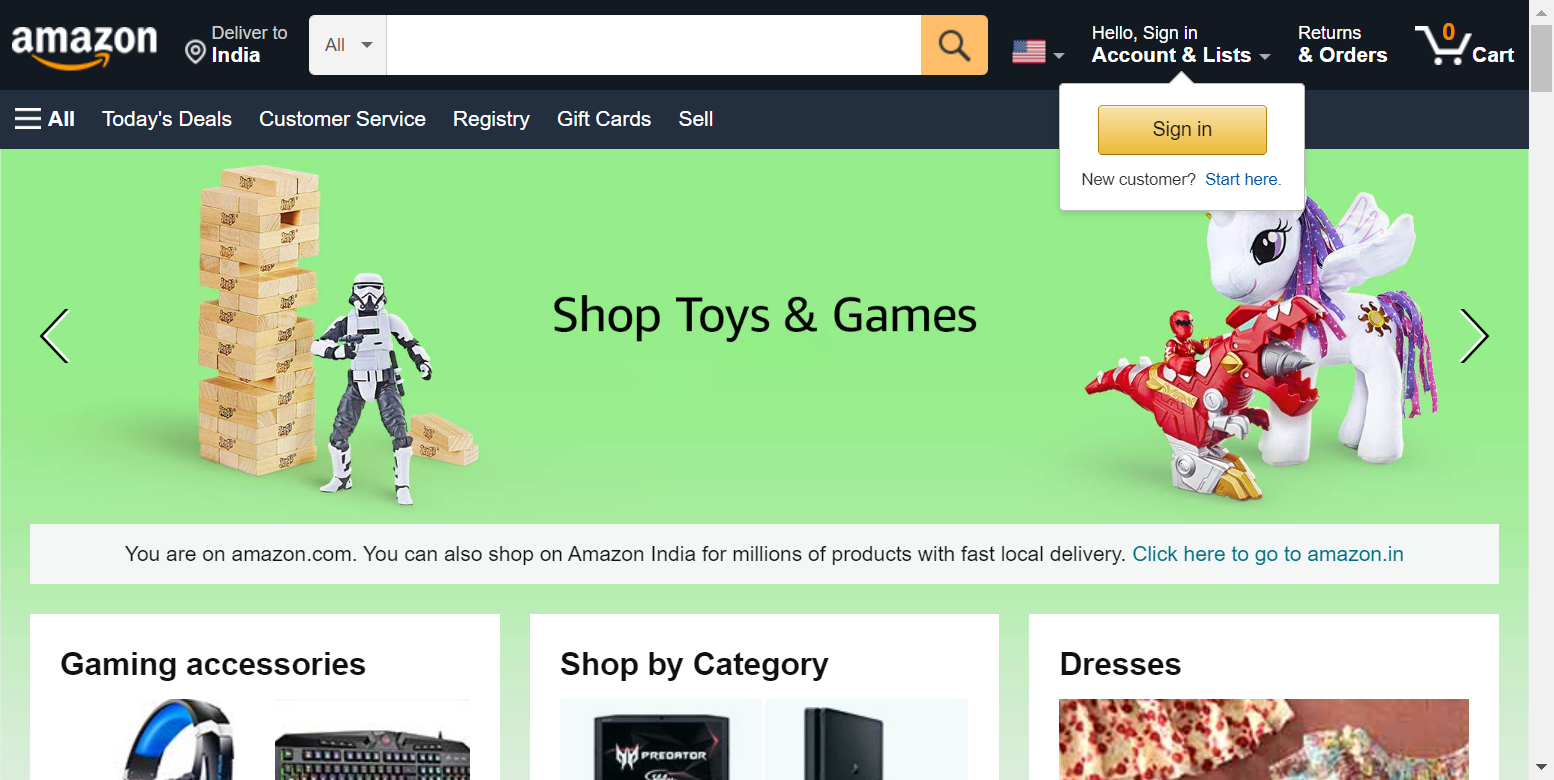 amazon
Deliver to
India
All
Hello, Sign in
Account & Lists
Returns
& Orders
0
Cart
All
Today's Deals
Customer Service
Registry
Gift Cards
Sell
Sign in
New customer? Start here.
Shop Toys & Games
You are on amazon.com. You can also shop on Amazon India for millions of products with fast local delivery. Click here to go to amazon.in
Gaming accessories
Shop by Category
Dresses
PREDATOR